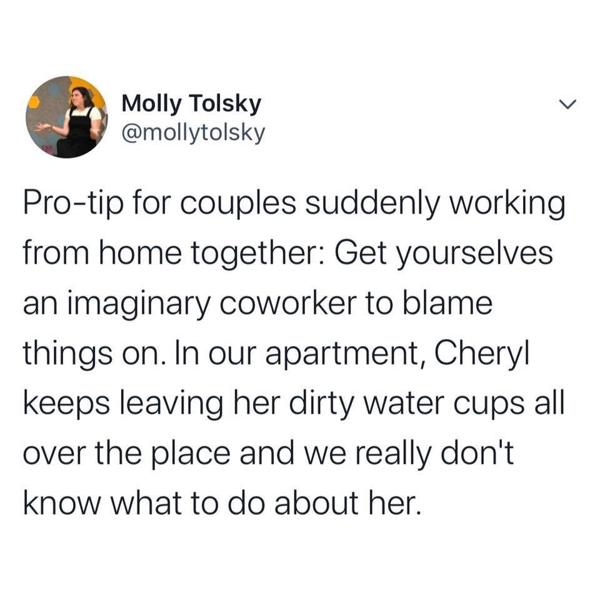 Molly Tolsky
@mollytolsky
Pro-tip for couples suddenly working
from home together: Get yourselves
an imaginary coworker to blame
things on. In our apartment, Cheryl
keeps leaving her dirty water cups all
over the place and we really don't
know what to do about her.